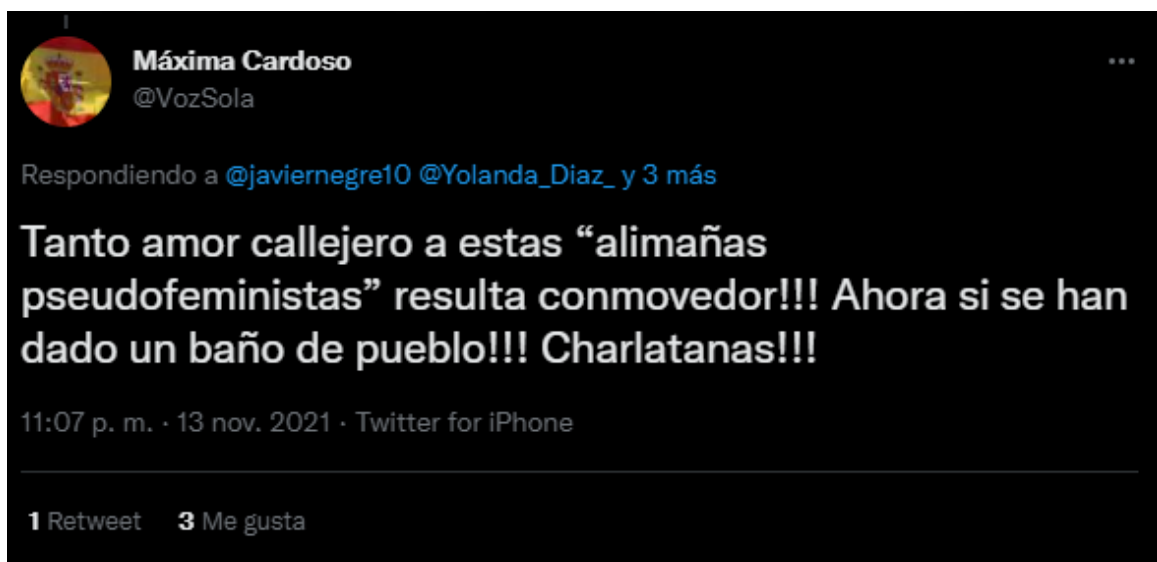 Máxima Cardoso
@VozSola
Respondiendo a @javiernegre10 @Yolanda_Diaz_ y 3 más
Tanto amor callejero a estas “alimañas
pseudofeministas” resulta conmovedor!!! Ahora si se han
dado un baño de pueblo!!! Charlatanas!!!
11:07 p. m. · 13 nov. 2021 · Twitter for iPhone
1 Retweet 3 Me gusta